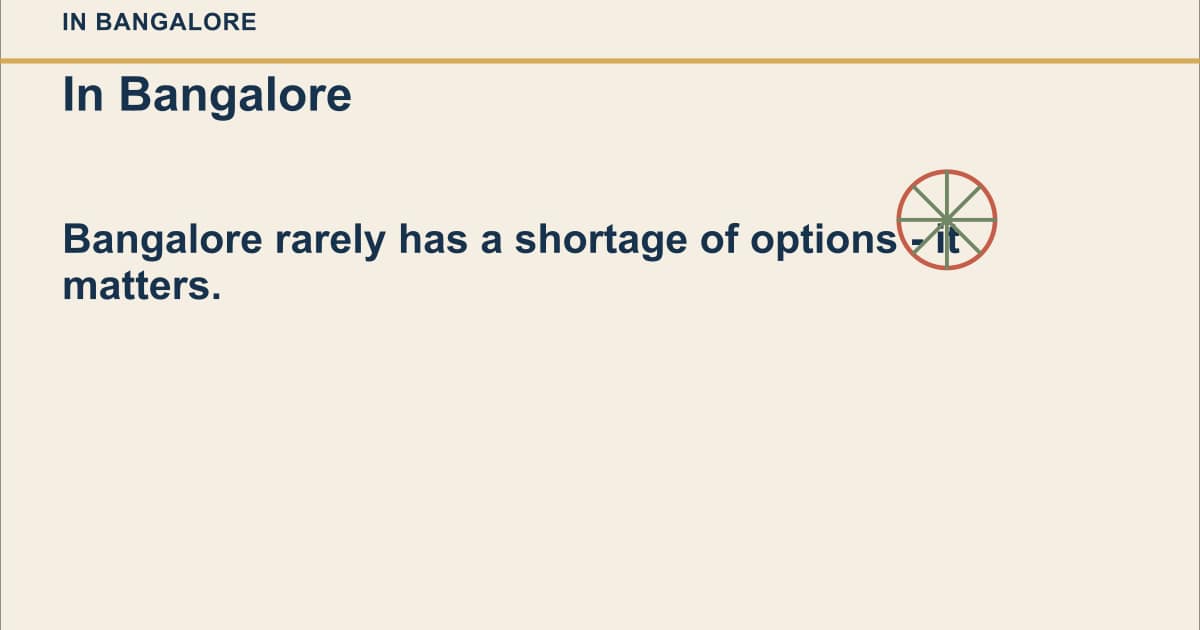 IN BANGALORE
In Bangalore
Bangalore rarely has a shortage of options - it
matters.